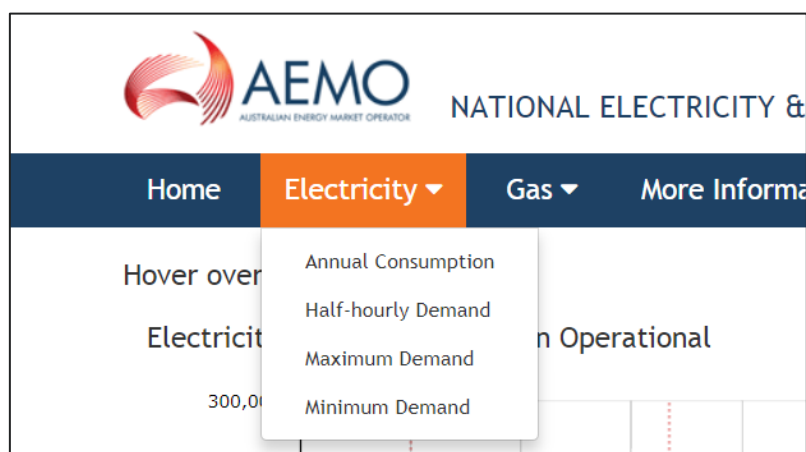 AEMO
AUSTRALIAN ENERGY MARKET OPERATOR
NATIONAL ELECTRICITY &
Home Electricity Gas More Informa
Hover over
Annual Consumption
Half-hourly Demand
Electricit n Operational
Maximum Demand
300,0
Minimum Demand